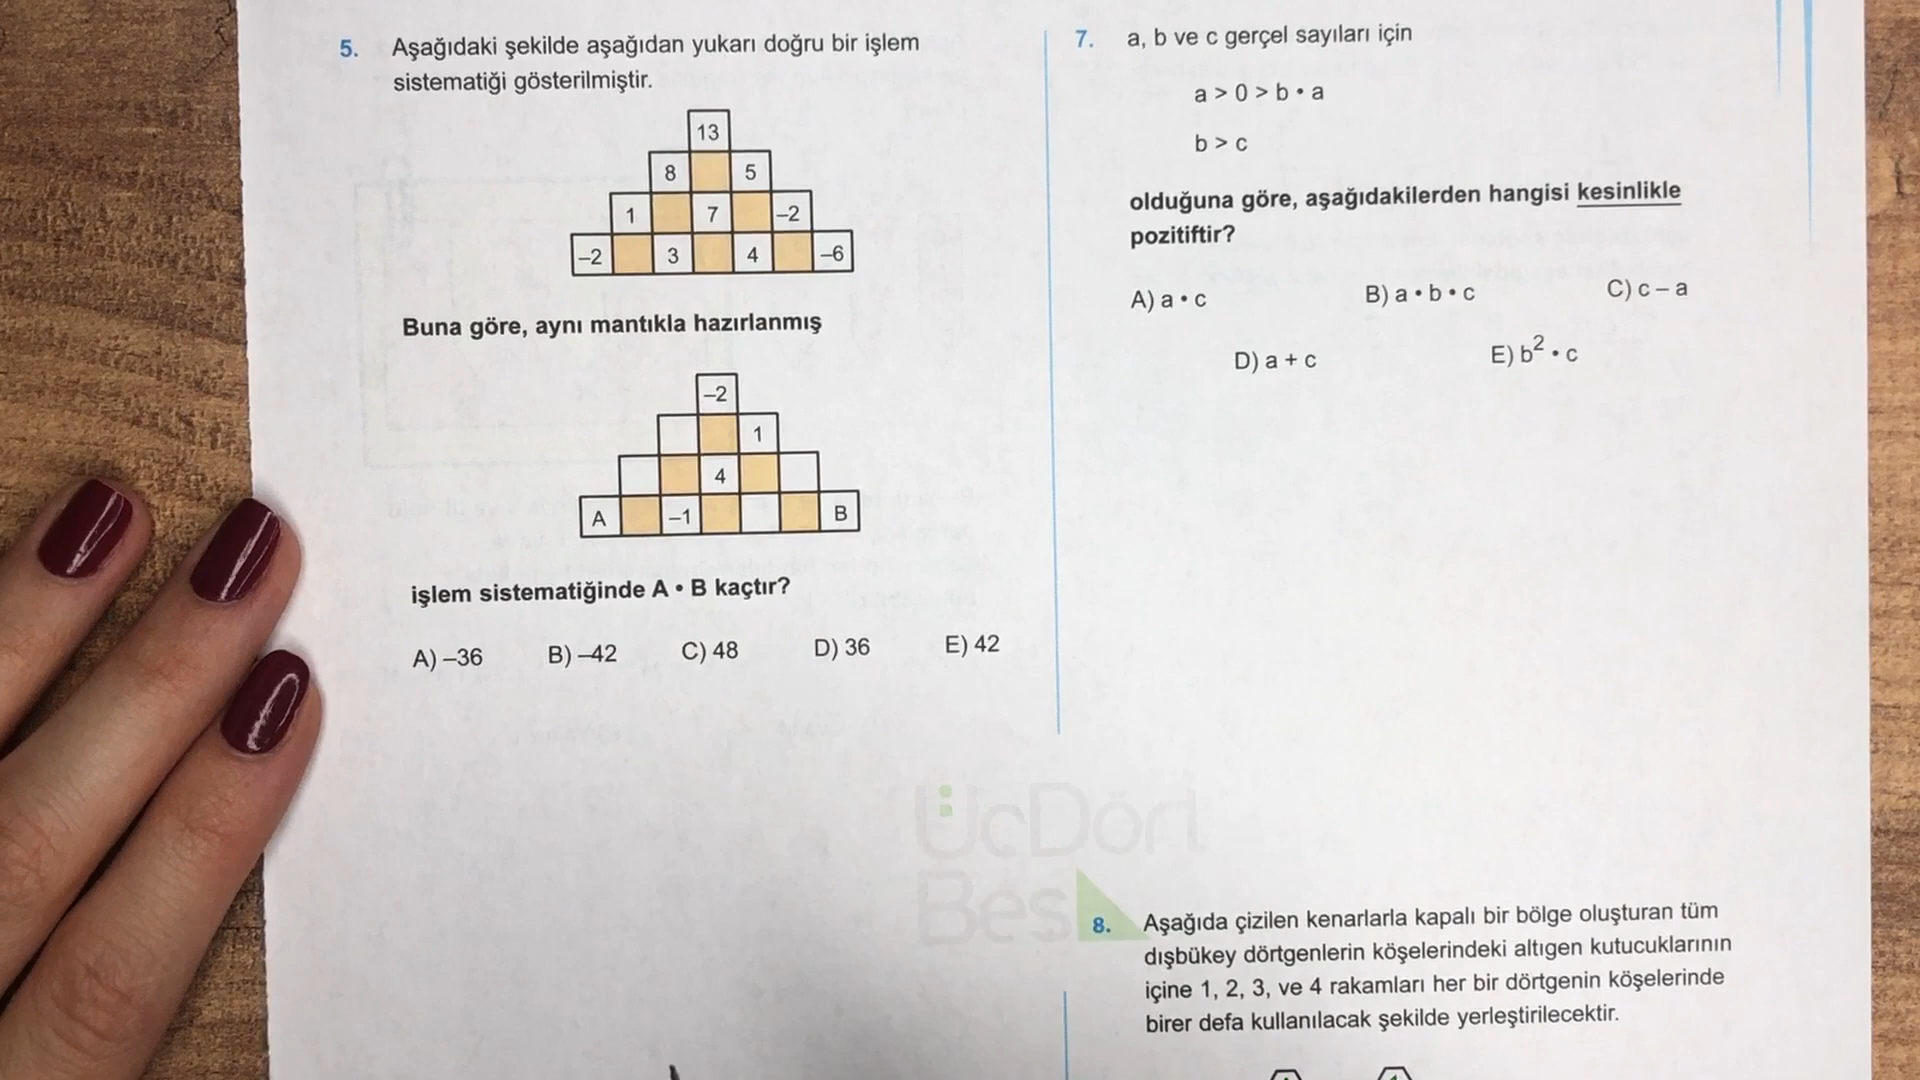 5. Aşağıdaki şekilde aşağıdan yukarı doğru bir işlem
sistematiği gösterilmiştir.
13
8 5
1 7 –2
–2 3 4 –6
Buna göre, aynı mantıkla hazırlanmış
–2
1
4
A –1 B
işlem sistematiğinde A • B kaçtır?
A) –36 B) –42 C) 48 D) 36 E) 42
7. a, b ve c gerçel sayıları için
a > 0 > b • a
b > c
olduğuna göre, aşağıdakilerden hangisi kesinlikle
pozitiftir?
A) a • c B) a • b • c C) c – a
D) a + c E) b² • c
ÜçDört
Beş
8. Aşağıda çizilen kenarlarla kapalı bir bölge oluşturan tüm
dışbükey dörtgenlerin köşelerindeki altıgen kutucuklarının
içine 1, 2, 3, ve 4 rakamları her bir dörtgenin köşelerinde
birer defa kullanılacak şekilde yerleştirilecektir.